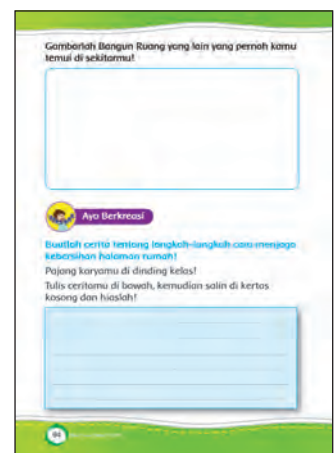 Gambarlah Bangun Ruang yang lain yang pernah kamu
temui di sekitarmu!
Ayo Berkreasi
Buatlah cerita tentang langkah-langkah cara menjaga
kebersihan halaman rumah!
Pajang karyamu di dinding kelas!
Tulis ceritamu di bawah, kemudian salin di kertas
kosong dan hiaslah!